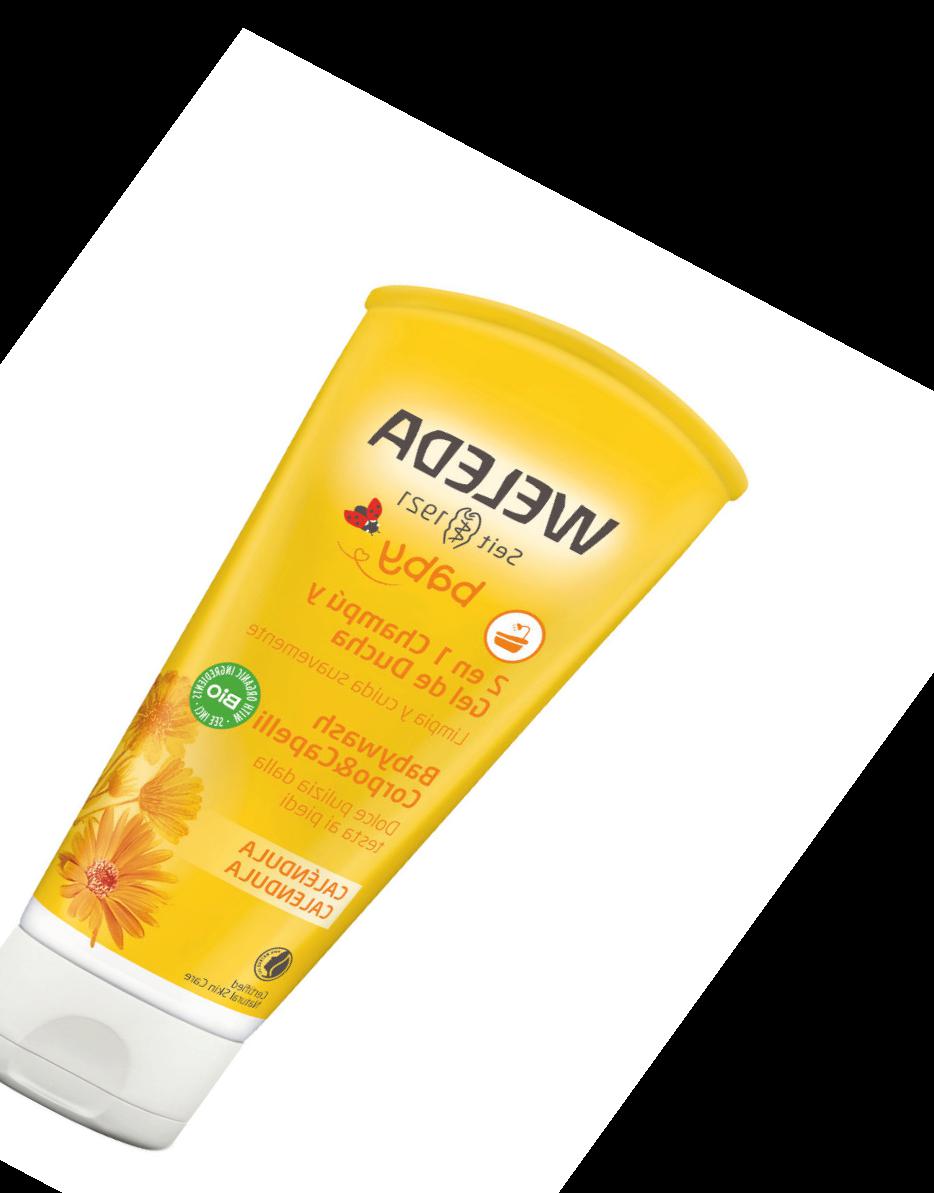 WELEDA
Seit 1921
baby
2 en 1 Champú y
Gel de Ducha
Limpia y cuida suavemente
Babywash
Corpo&Capelli
Dolce pulizia dalla
testa ai piedi
BiO
WITH ORGANIC INGREDIENTS
SEE INCI
CALÉNDULA
CALENDULA
Certified
Natural Skin Care